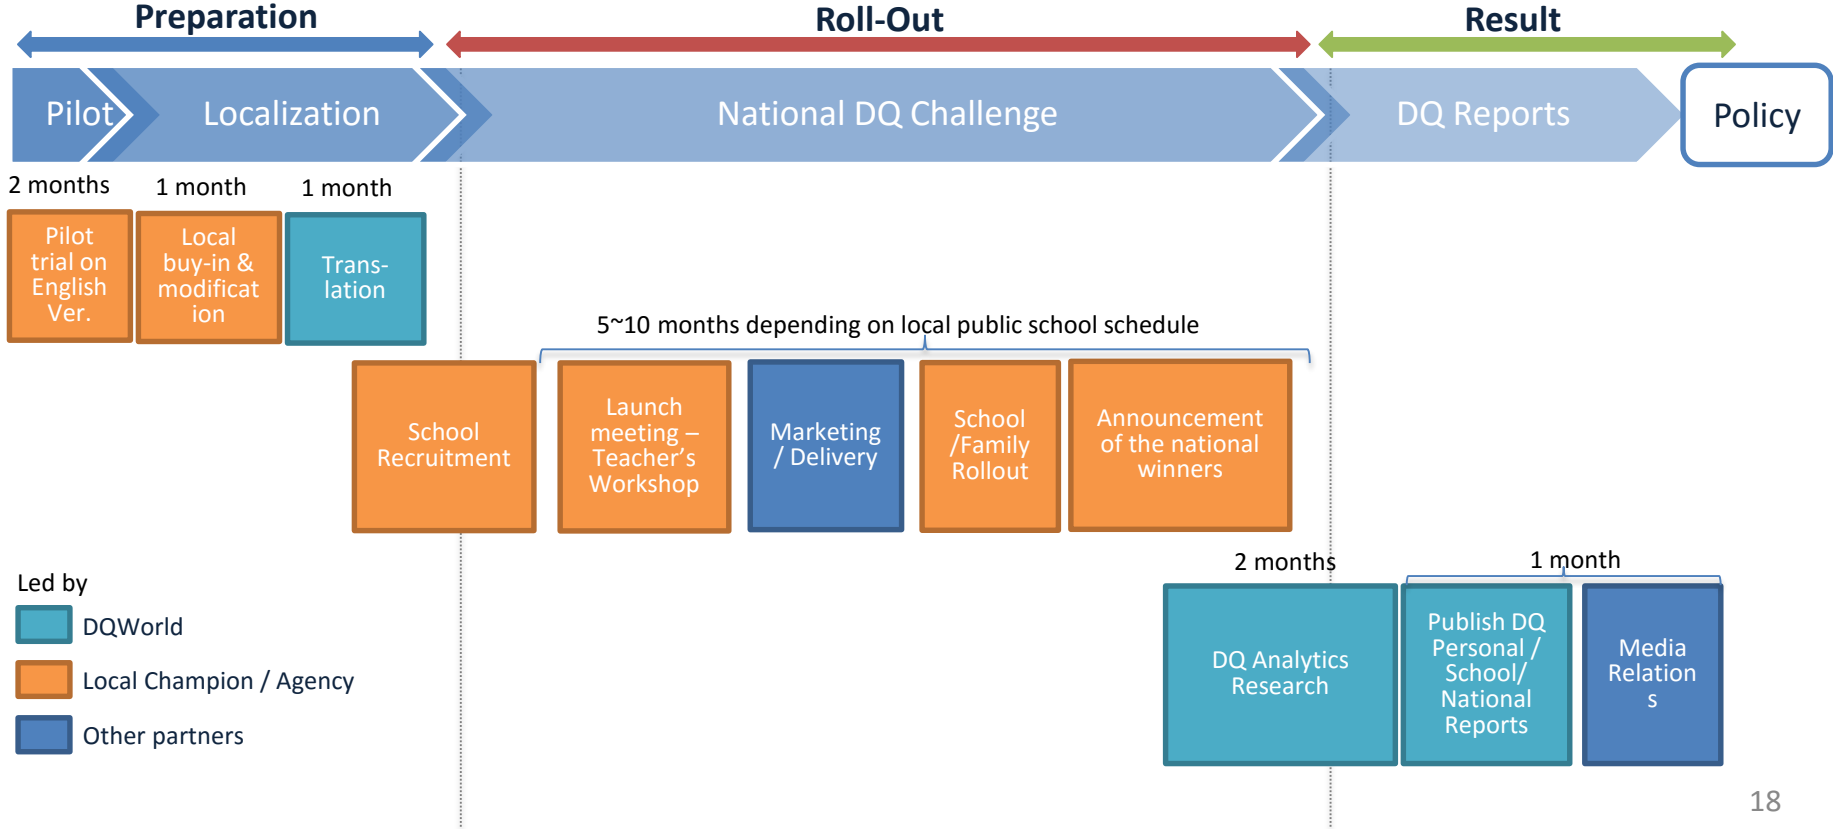 Preparation
Roll-Out
Result
Pilot
Localization
National DQ Challenge
DQ Reports
Policy
2 months
1 month
1 month
Pilot
trial on
English
Ver.
Local
buy-in &
modificat
ion
Trans-
lation
5~10 months depending on local public school schedule
School
Recruitment
Launch
meeting –
Teacher's
Workshop
Marketing
/ Delivery
School
/Family
Rollout
Announcement
of the national
winners
2 months
1 month
DQ Analytics
Research
Publish DQ
Personal /
School/
National
Reports
Media
Relation
s
Led by
DQWorld
Local Champion / Agency
Other partners
18